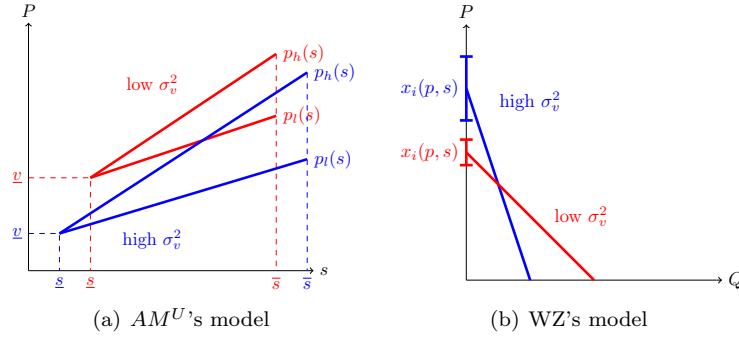 P
p_h(s)
low σ_v^2
p_h(s)
p_l(s)
p_l(s)
v
v
high σ_v^2
s
s
s
s
s
(a) AM^U's model
P
x_i(p, s)
high σ_v^2
x_i(p, s)
low σ_v^2
Q
(b) WZ's model